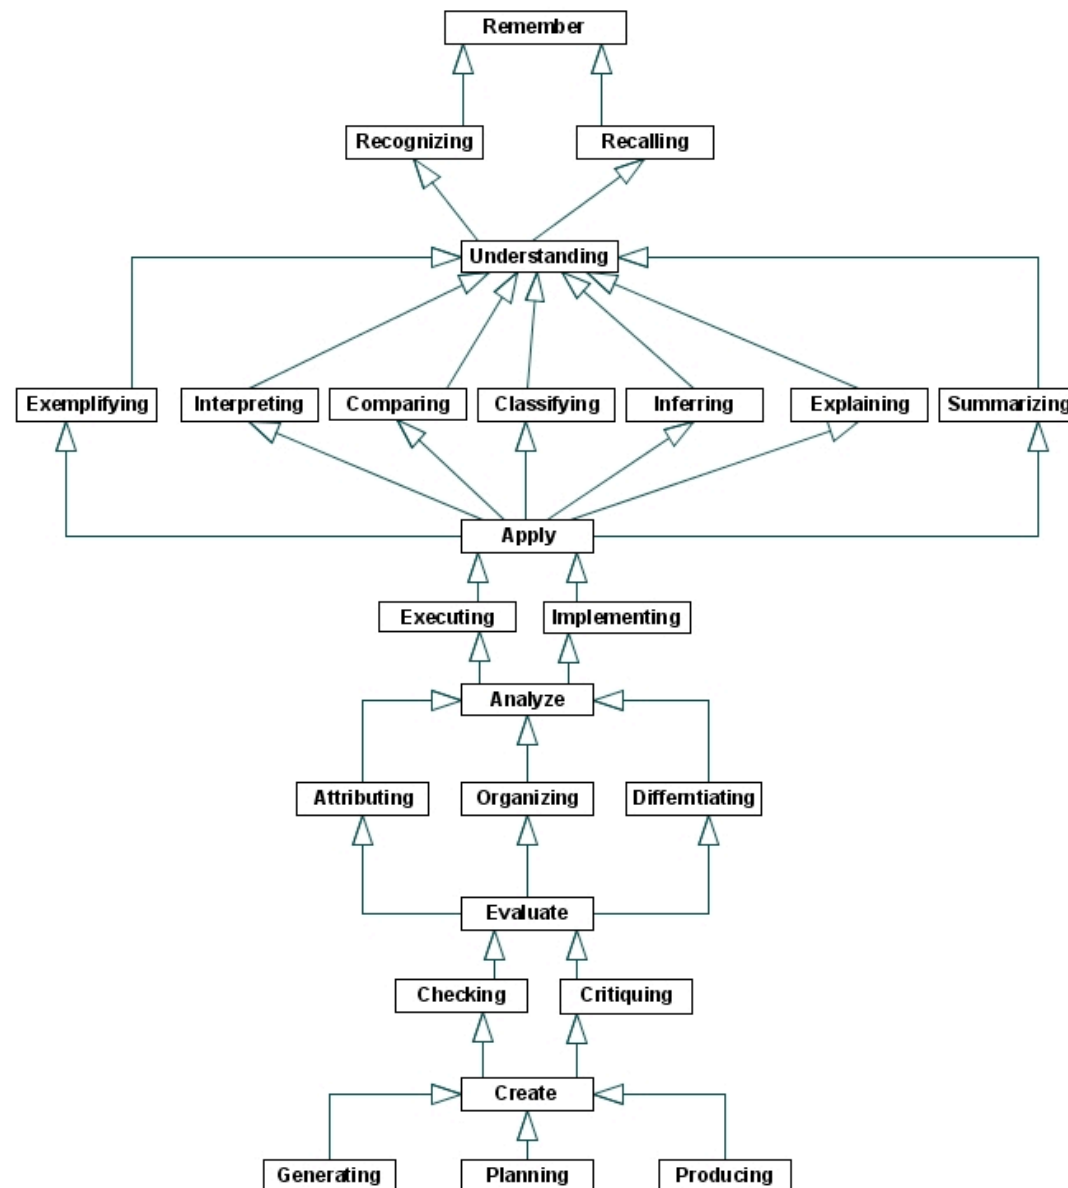 Remember
Recognizing
Recalling
Understanding
Exemplifying
Interpreting
Comparing
Classifying
Inferring
Explaining
Summarizing
Apply
Executing
Implementing
Analyze
Attributing
Organizing
Differntiating
Evaluate
Checking
Critiquing
Create
Generating
Planning
Producing